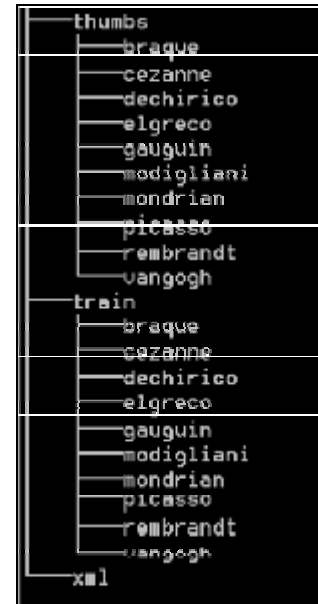 thumbs
braque
cezanne
dechirico
elgreco
gauguin
modigliani
mondrian
picasso
rembrandt
vangogh
train
braque
cezanne
dechirico
elgreco
gauguin
modigliani
mondrian
picasso
rembrandt
vangogh
xml